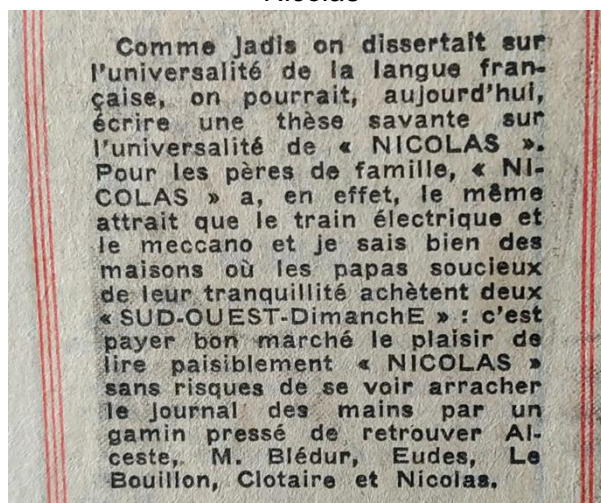 Comme jadis on dissertait sur
l'universalité de la langue fran-
çaise, on pourrait, aujourd'hui,
écrire une thèse savante sur
l'universalité de « NICOLAS ».
Pour les pères de famille, « NI-
COLAS » a, en effet, le même
attrait que le train électrique et
le meccano et je sais bien des
maisons où les papas soucieux
de leur tranquillité achètent deux
« SUD-OUEST-DimanchE » : c'est
payer bon marché le plaisir de
lire paisiblement « NICOLAS »
sans risques de se voir arracher
le journal des mains par un
gamin pressé de retrouver Al-
ceste, M. Blédur, Eudes, Le
Bouillon, Clotaire et Nicolas.